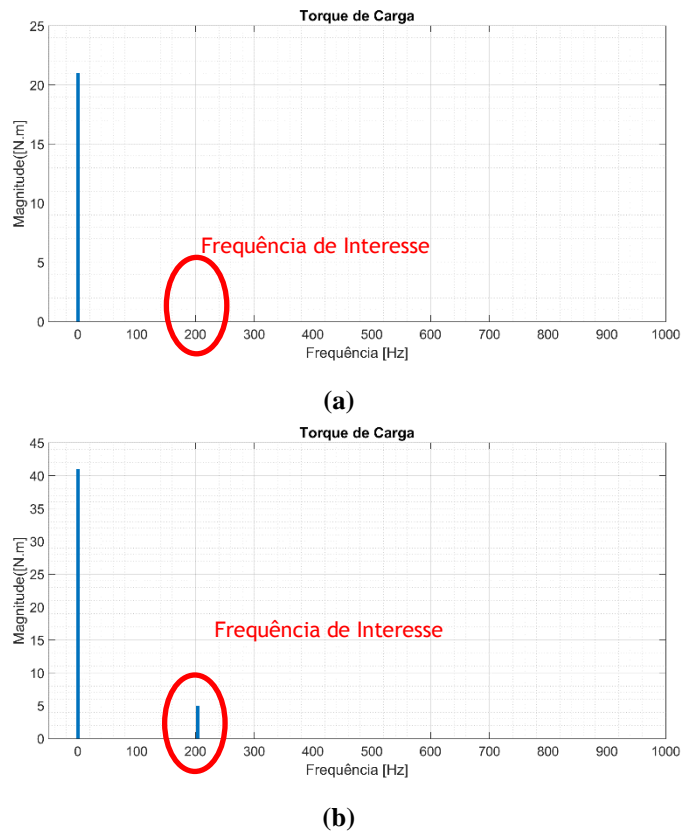 Torque de Carga
25
20
15
10
5
0
Magnitude([N.m]
Frequência de Interesse
0 100 200 300 400 500 600 700 800 900 1000
Frequência [Hz]
(a)
Torque de Carga
45
40
35
30
25
20
15
10
5
0
Magnitude([N.m]
Frequência de Interesse
0 100 200 300 400 500 600 700 800 900 1000
Frequência [Hz]
(b)